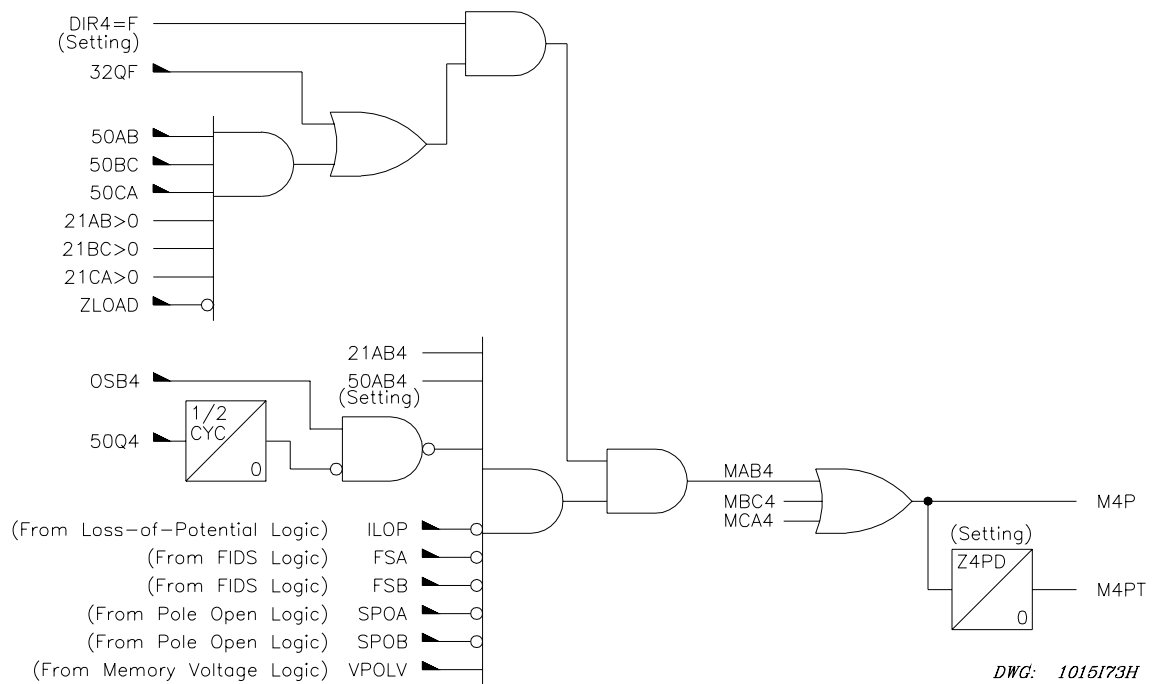 DIR4=F
(Setting)
32QF
50AB
50BC
50CA
21AB>0
21BC>0
21CA>0
ZLOAD
21AB4
OSB4
50AB4
(Setting)
1/2
CYC
0
50Q4
MAB4
MBC4
MCA4
M4P
(From Loss-of-Potential Logic) ILOP
(From FIDS Logic) FSA
(From FIDS Logic) FSB
(From Pole Open Logic) SPOA
(From Pole Open Logic) SPOB
(From Memory Voltage Logic) VPOLV
(Setting)
Z4PD
0
M4PT
DWG: 1015I73H